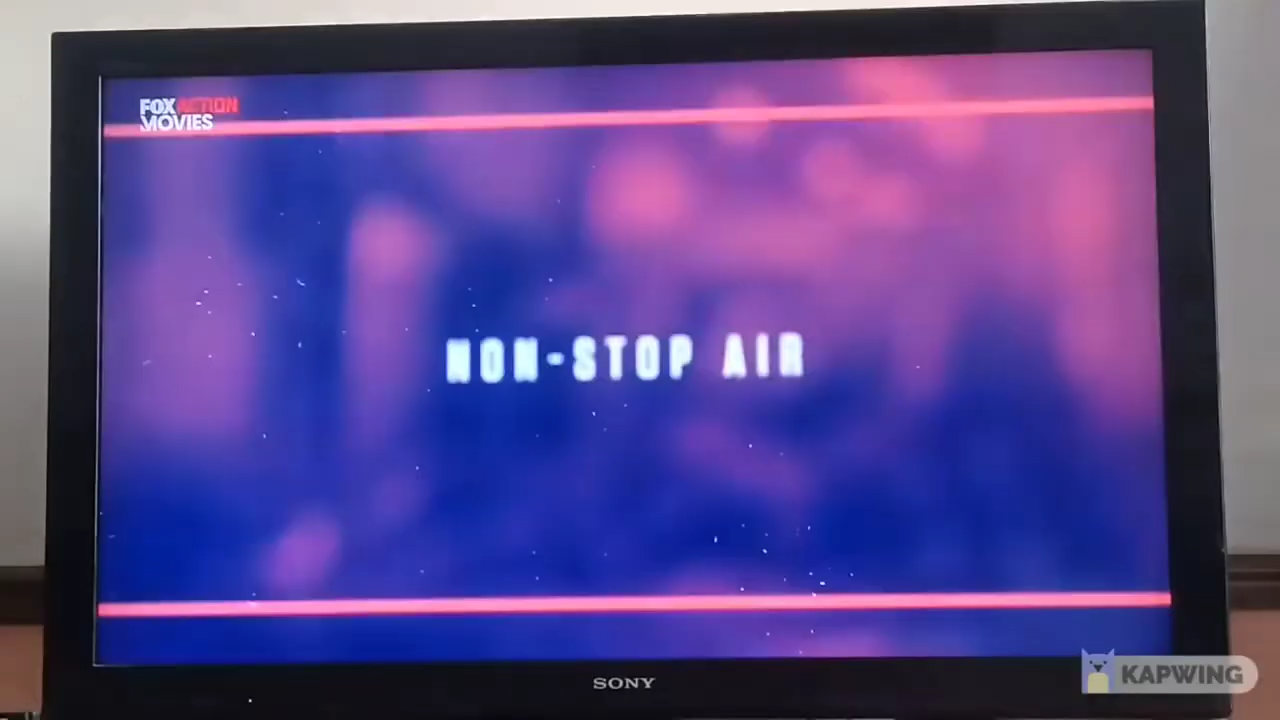 FOX ACTION
MOVIES
NON-STOP AIR
SONY
KAPWING